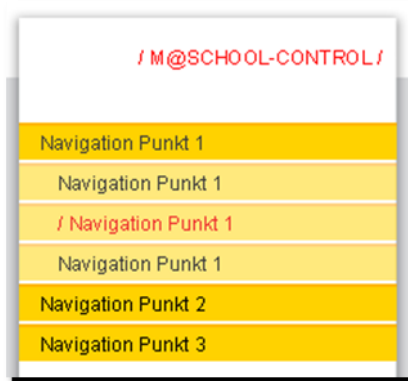 / M@SCHOOL-CONTROL /
Navigation Punkt 1
Navigation Punkt 1
/ Navigation Punkt 1
Navigation Punkt 1
Navigation Punkt 2
Navigation Punkt 3